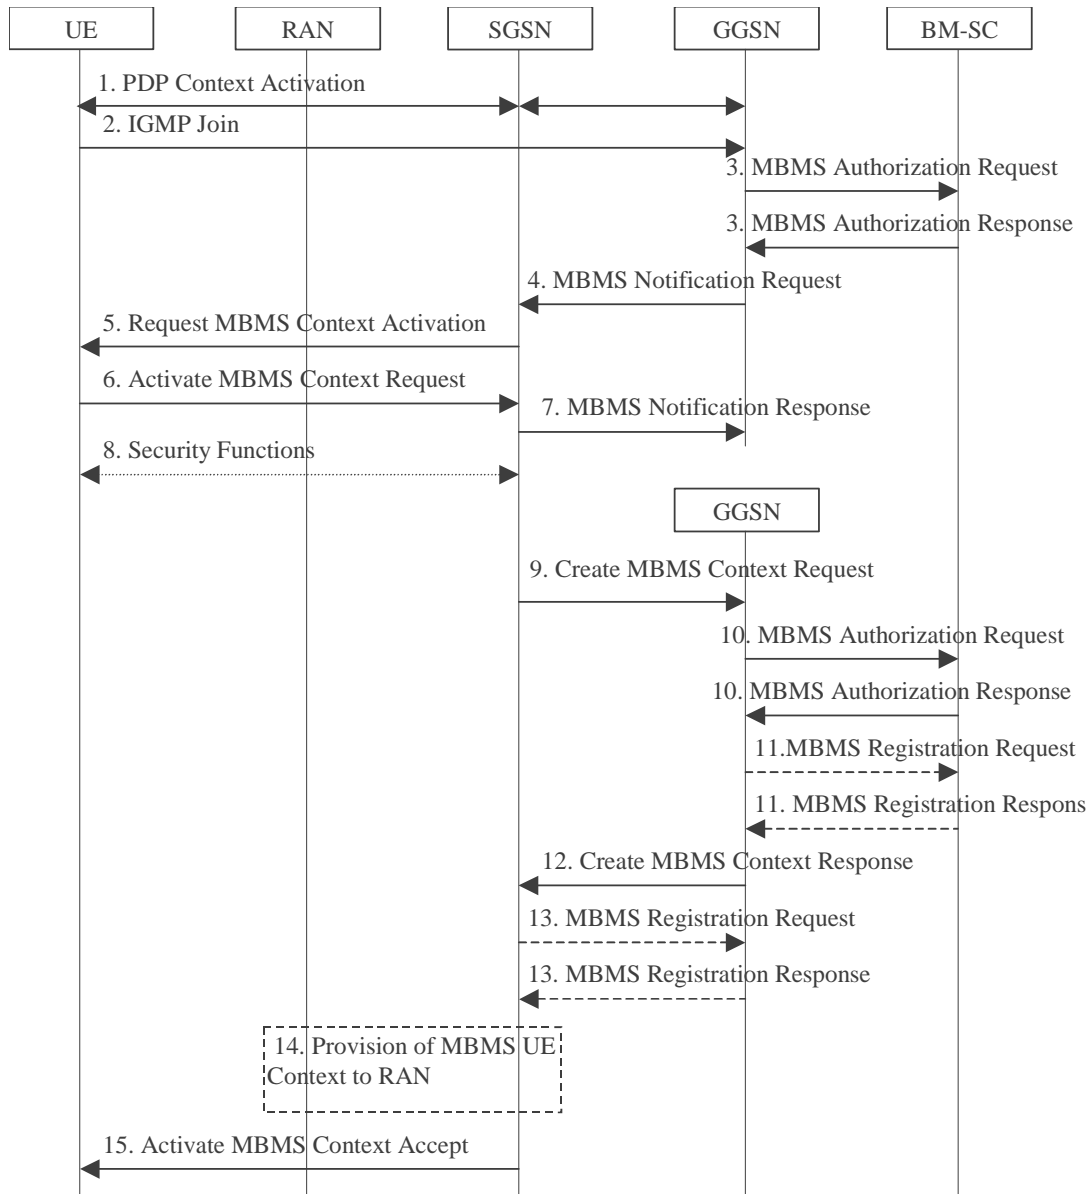 UE
RAN
SGSN
GGSN
BM-SC
1. PDP Context Activation
2. IGMP Join
3. MBMS Authorization Request
3. MBMS Authorization Response
4. MBMS Notification Request
5. Request MBMS Context Activation
6. Activate MBMS Context Request
7. MBMS Notification Response
8. Security Functions
GGSN
9. Create MBMS Context Request
10. MBMS Authorization Request
10. MBMS Authorization Response
11.MBMS Registration Request
11. MBMS Registration Respons
12. Create MBMS Context Response
13. MBMS Registration Request
13. MBMS Registration Response
14. Provision of MBMS UE
Context to RAN
15. Activate MBMS Context Accept